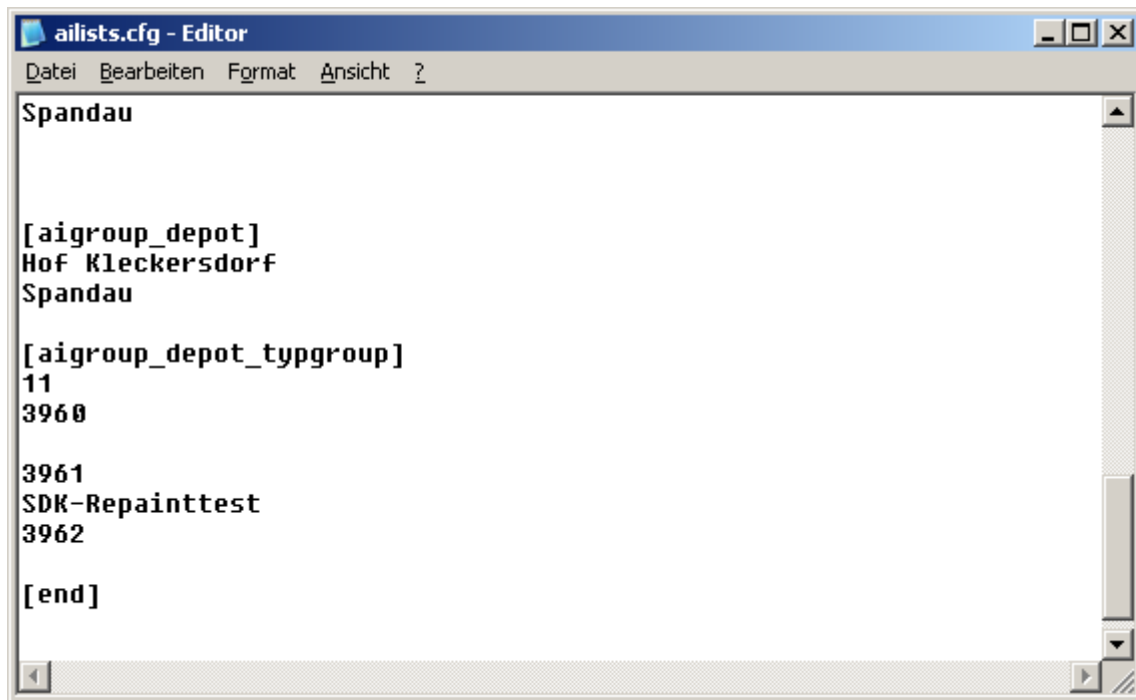 ailists.cfg - Editor
Datei Bearbeiten Format Ansicht ?
Spandau
[aigroup_depot]
Hof Kleckersdorf
Spandau
[aigroup_depot_typgroup]
11
3960
3961
SDK-Repainttest
3962
[end]